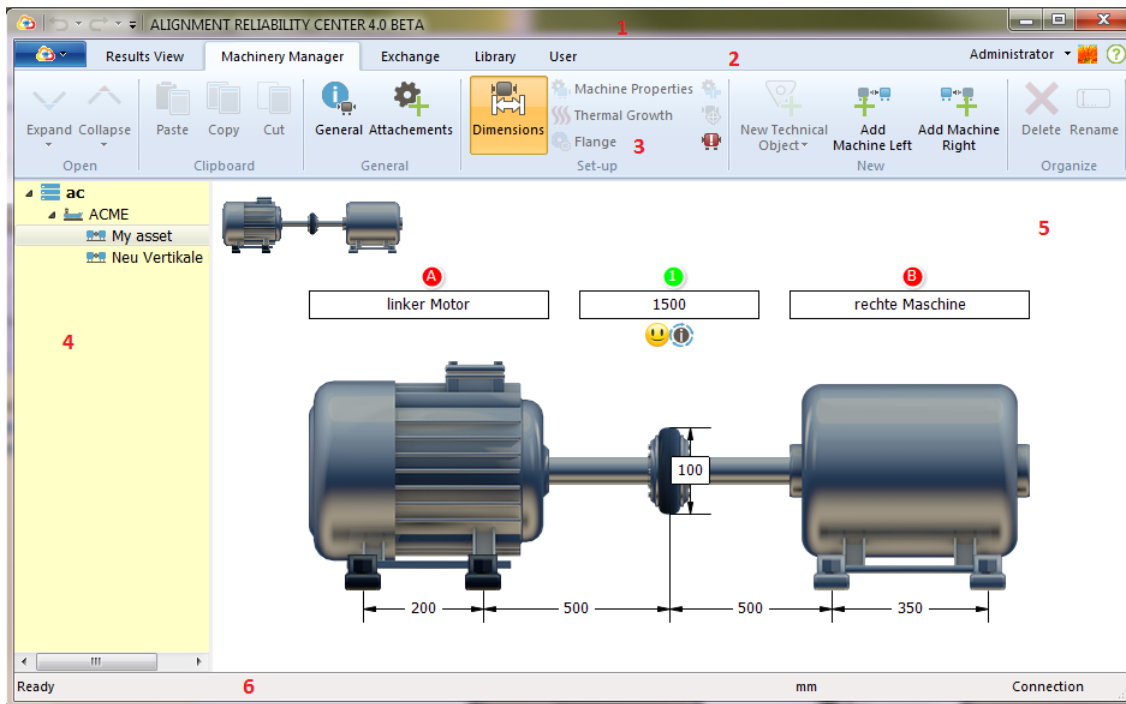 ALIGNMENT RELIABILITY CENTER 4.0 BETA 1
Results View Machinery Manager Exchange Library User 2 Administrator
Expand Collapse Paste Copy Cut General Attachements Dimensions Machine Properties Thermal Growth Flange 3 New Technical Object Add Machine Left Add Machine Right Delete Rename
Open Clipboard General Set-up New Organize
ac
ACME
My asset
Neu Vertikale
4
5
A 1 B
linker Motor 1500 rechte Maschine
100
200 500 500 350
Ready 6 mm Connection